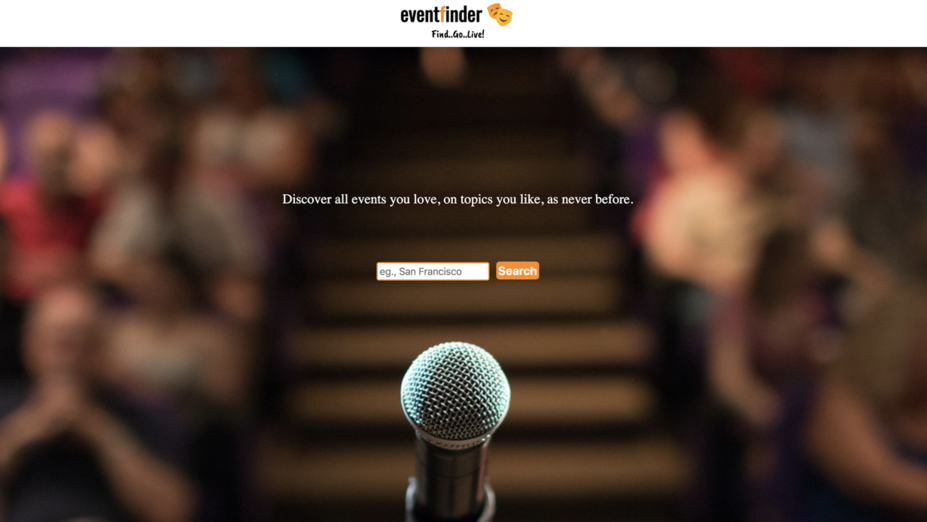 eventfinder
Find..Go..Live!
Discover all events you love, on topics you like, as never before.
eg., San Francisco
Search